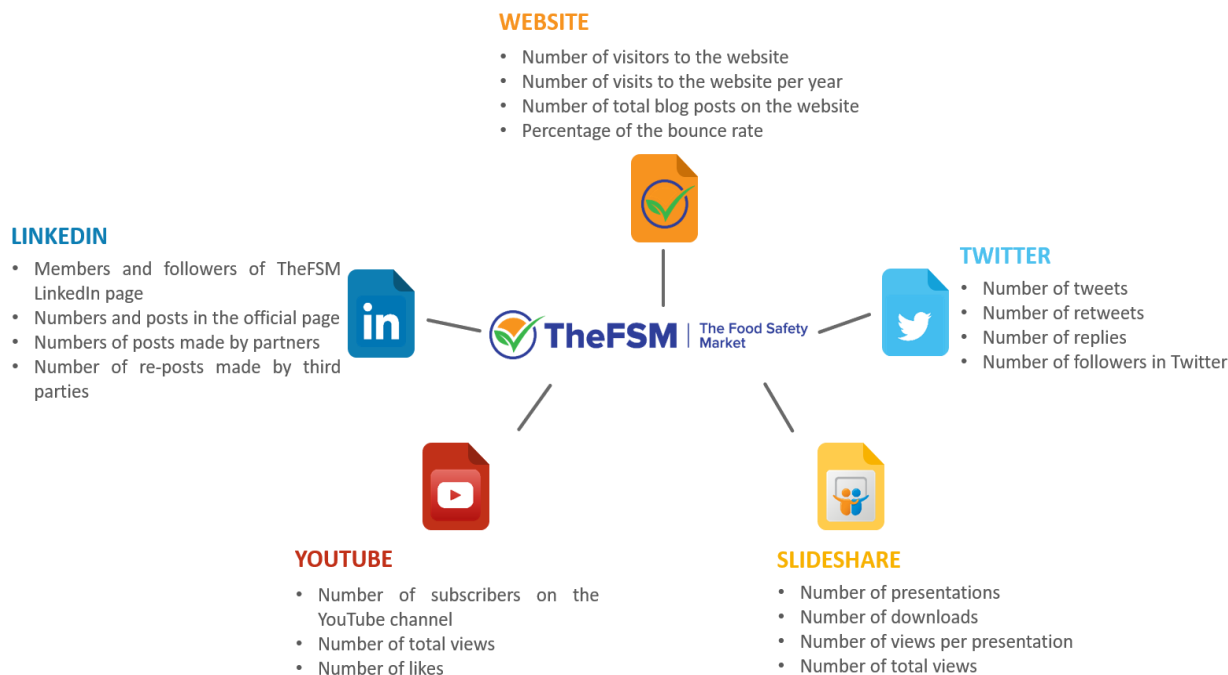 WEBSITE
• Number of visitors to the website
• Number of visits to the website per year
• Number of total blog posts on the website
• Percentage of the bounce rate
LINKEDIN
• Members and followers of TheFSM
LinkedIn page
• Numbers and posts in the official page
• Numbers of posts made by partners
• Number of re-posts made by third
parties
in
TheFSM | The Food Safety
Market
TWITTER
• Number of tweets
• Number of retweets
• Number of replies
• Number of followers in Twitter
YOUTUBE
• Number of subscribers on the
YouTube channel
• Number of total views
• Number of likes
SLIDESHARE
• Number of presentations
• Number of downloads
• Number of views per presentation
• Number of total views